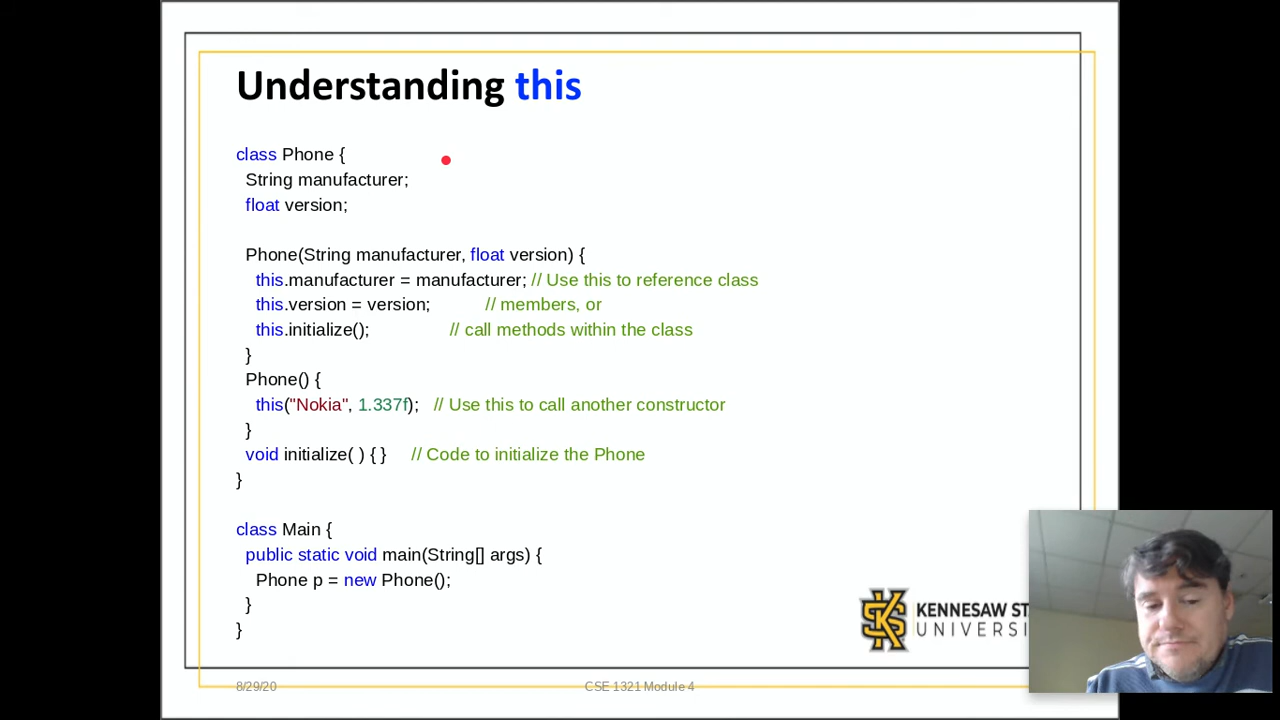 Understanding this
class Phone {
String manufacturer;
float version;
Phone(String manufacturer, float version) {
this.manufacturer = manufacturer; // Use this to reference class
this.version = version; // members, or
this.initialize(); // call methods within the class
}
Phone() {
this("Nokia", 1.337f); // Use this to call another constructor
}
void initialize( ) { } // Code to initialize the Phone
}
class Main {
public static void main(String[] args) {
Phone p = new Phone();
}
}
KENNESAW ST
UNIVERSI
8/29/20 CSE 1321 Module 4